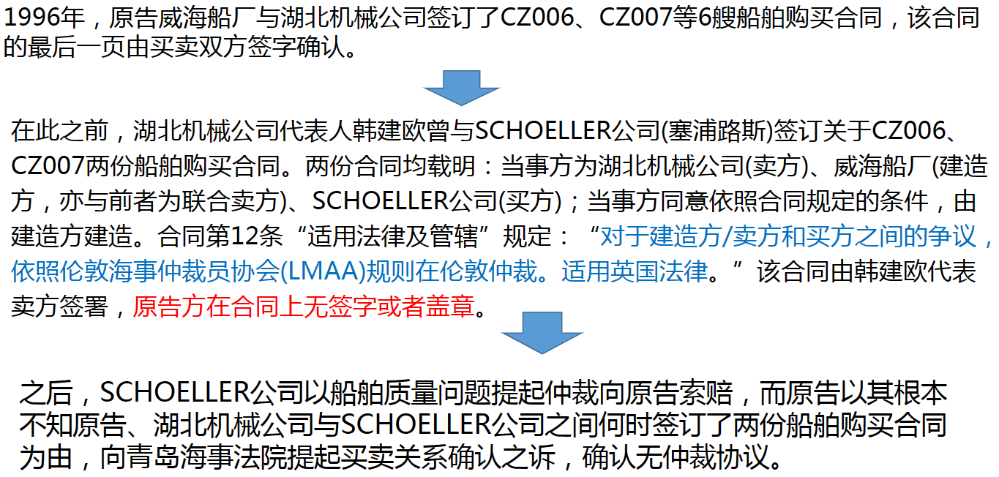 1996年，原告威海船厂与湖北机械公司签订了CZ006、CZ007等6艘船舶购买合同，该合同
的最后一页由买卖双方签字确认。
在此之前，湖北机械公司代表人韩建欧曾与SCHOELLER公司(塞浦路斯)签订关于CZ006、
CZ007两份船舶购买合同。两份合同均载明：当事方为湖北机械公司(卖方)、威海船厂(建造
方，亦与前者为联合卖方)、SCHOELLER公司(买方)；当事方同意依照合同规定的条件，由
建造方建造。合同第12条“适用法律及管辖”规定：“对于建造方/卖方和买方之间的争议，
依照伦敦海事仲裁员协会(LMAA)规则在伦敦仲裁。适用英国法律。”该合同由韩建欧代表
卖方签署，原告方在合同上无签字或者盖章。
之后，SCHOELLER公司以船舶质量问题提起仲裁向原告索赔，而原告以其根本
不知原告、湖北机械公司与SCHOELLER公司之间何时签订了两份船舶购买合同
为由，向青岛海事法院提起买卖关系确认之诉，确认无仲裁协议。